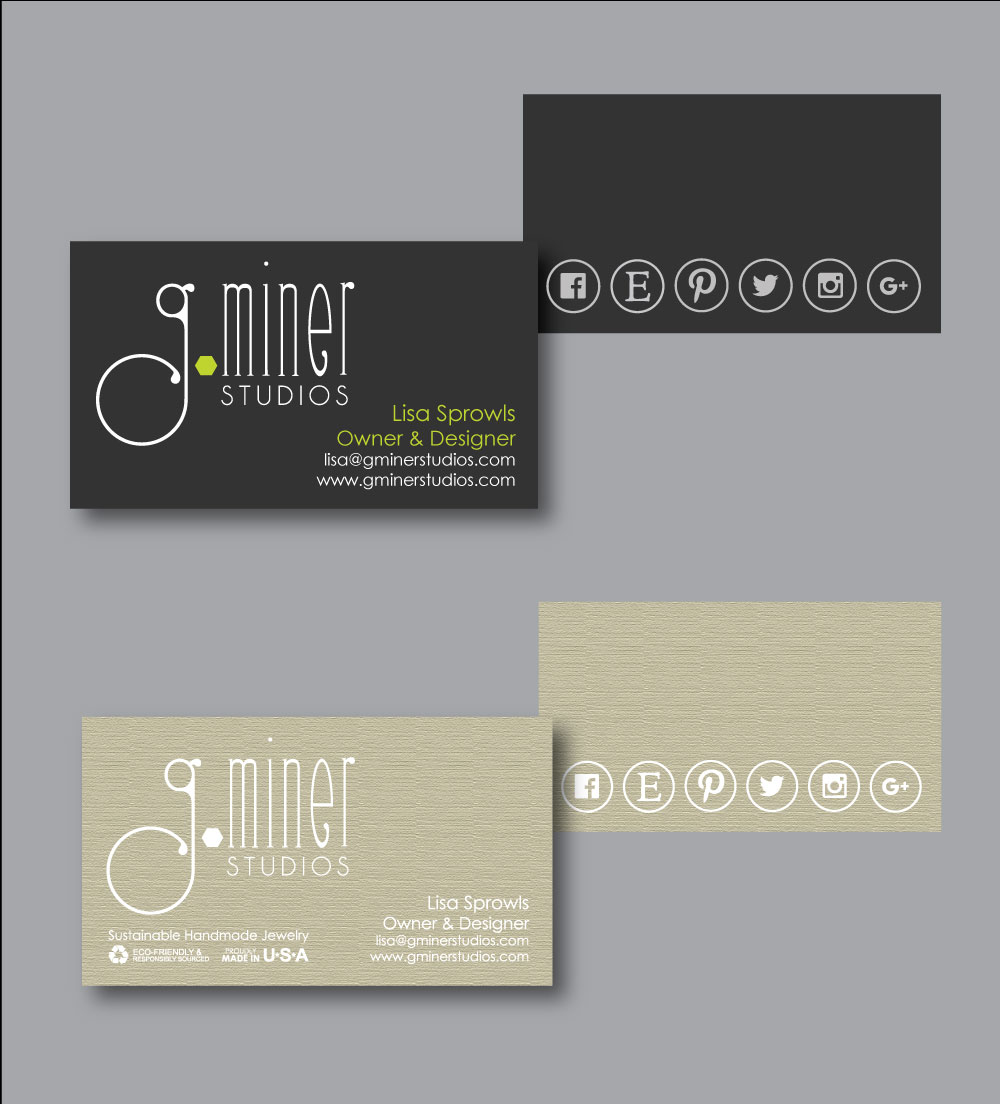 g.miner
STUDIOS
Lisa Sprowls
Owner & Designer
lisa@gminerstudios.com
www.gminerstudios.com
E
G+
g.miner
STUDIOS
Lisa Sprowls
Owner & Designer
lisa@gminerstudios.com
www.gminerstudios.com
Sustainable Handmade Jewelry
ECO-FRIENDLY &
RESPONSIBLY SOURCED
PROUDLY
MADE IN U•S•A
E
G+